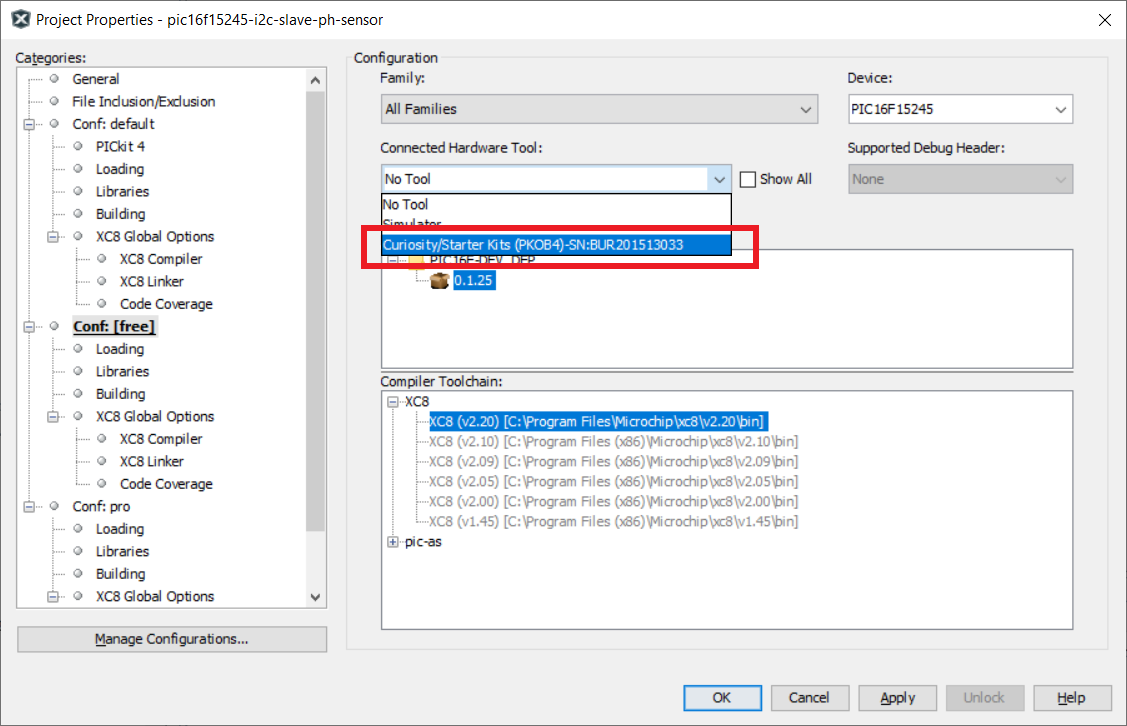 Project Properties - pic16f15245-i2c-slave-ph-sensor
Categories:
General
File Inclusion/Exclusion
Conf: default
PICkit 4
Loading
Libraries
Building
XC8 Global Options
XC8 Compiler
XC8 Linker
Code Coverage
Conf: [free]
Loading
Libraries
Building
XC8 Global Options
XC8 Compiler
XC8 Linker
Code Coverage
Conf: pro
Loading
Libraries
Building
XC8 Global Options
Manage Configurations...
Configuration
Family:
All Families
Device:
PIC16F15245
Connected Hardware Tool:
No Tool
Show All
Supported Debug Header:
None
No Tool
Simulator
Curiosity/Starter Kits (PKOB4)-SN:BUR201513033
PIC16F-DEV_DFP
0.1.25
Compiler Toolchain:
XC8
XC8 (v2.20) [C:\Program Files\Microchip\xc8\v2.20\bin]
XC8 (v2.10) [C:\Program Files (x86)\Microchip\xc8\v2.10\bin]
XC8 (v2.09) [C:\Program Files (x86)\Microchip\xc8\v2.09\bin]
XC8 (v2.05) [C:\Program Files (x86)\Microchip\xc8\v2.05\bin]
XC8 (v2.00) [C:\Program Files (x86)\Microchip\xc8\v2.00\bin]
XC8 (v1.45) [C:\Program Files (x86)\Microchip\xc8\v1.45\bin]
pic-as
OK
Cancel
Apply
Unlock
Help